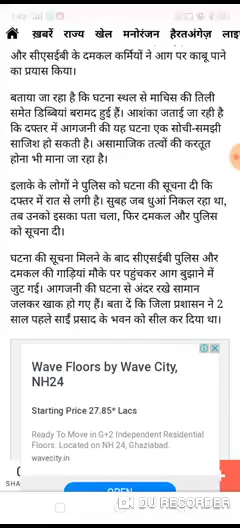 ख़बरें राज्य खेल मनोरंजन हैरतअंगेज़
और सीएसईबी के दमकल कर्मियों ने आग पर काबू पाने
का प्रयास किया।
बताया जा रहा है कि घटना स्थल से माचिस की तिली
समेत डिब्बियां बरामद हुई हैं। आशंका जताई जा रही है
कि दफ्तर में आगजनी की यह घटना एक सोची-समझी
साजिश हो सकती है। असामाजिक तत्वों की करतूत
होना भी माना जा रहा है।
इलाके के लोगों ने पुलिस को घटना की सूचना दी कि
दफ्तर में रात से लगी है। सुबह जब धुआं निकल रहा था,
तब उनको इसका पता चला, फिर दमकल और पुलिस
को सूचना दी।
घटना की सूचना मिलने के बाद सीएसईबी पुलिस और
दमकल की गाड़ियां मौके पर पहुंचकर आग बुझाने में
जुट गई। आगजनी की घटना से अंदर रखे सामान
जलकर खाक हो गए हैं। बता दें कि जिला प्रशासन ने 2
साल पहले साईं प्रसाद के भवन को सील कर दिया था।
Wave Floors by Wave City,
NH24
Starting Price 27.85* Lacs
Ready To Move in G+2 Independent Residential
Floors. Located on NH 24, Ghaziabad.
wavecity.in
OPEN
DU RECORDER